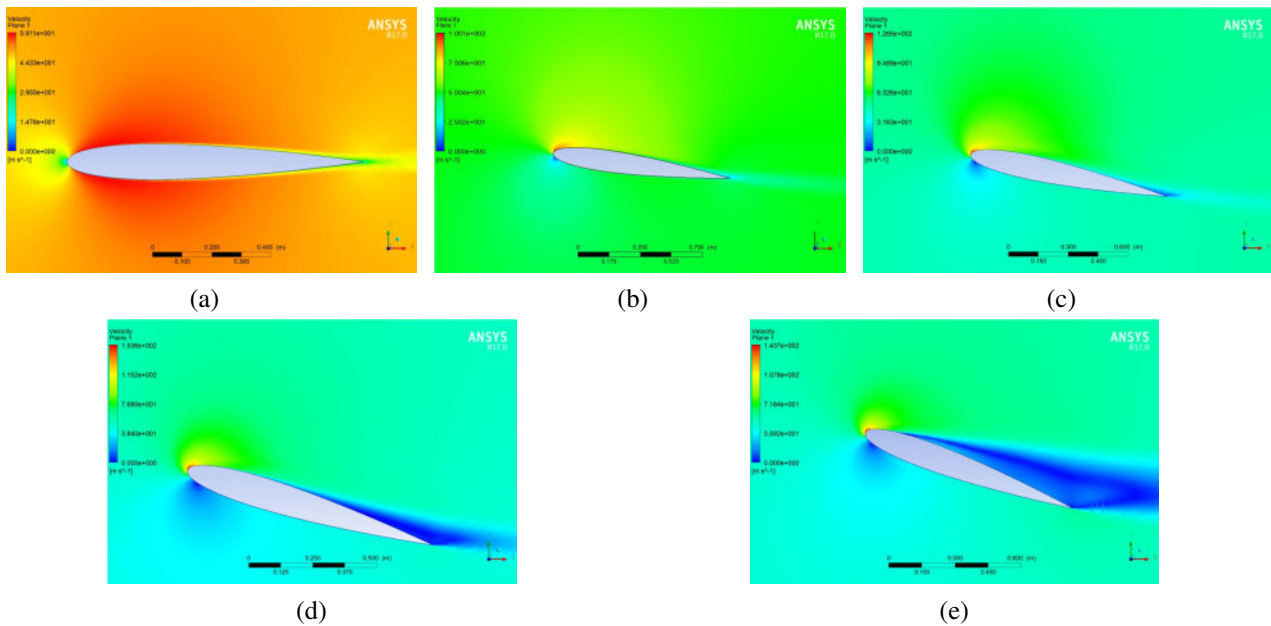 Velocity
Plane 1
5.911e+001
4.433e+001
2.955e+001
1.478e+001
0.000e+000
[m s^-1]
ANSYS
R17.0
0 0.200 0.400 (m)
0.100 0.300
(a)
Velocity
Plane 1
1.001e+002
7.506e+001
5.004e+001
2.502e+001
0.000e+000
[m s^-1]
ANSYS
R17.0
0 0.350 0.700 (m)
0.175 0.525
(b)
Velocity
Plane 1
1.265e+002
9.489e+001
6.326e+001
3.163e+001
0.000e+000
[m s^-1]
ANSYS
R17.0
0 0.300 0.600 (m)
0.150 0.450
(c)
Velocity
Plane 1
1.536e+002
1.152e+002
7.680e+001
3.840e+001
0.000e+000
[m s^-1]
ANSYS
R17.0
0 0.250 0.500 (m)
0.125 0.375
(d)
Velocity
Plane 1
1.437e+002
1.078e+002
7.184e+001
3.592e+001
0.000e+000
[m s^-1]
ANSYS
R17.0
0 0.300 0.600 (m)
0.150 0.450
(e)